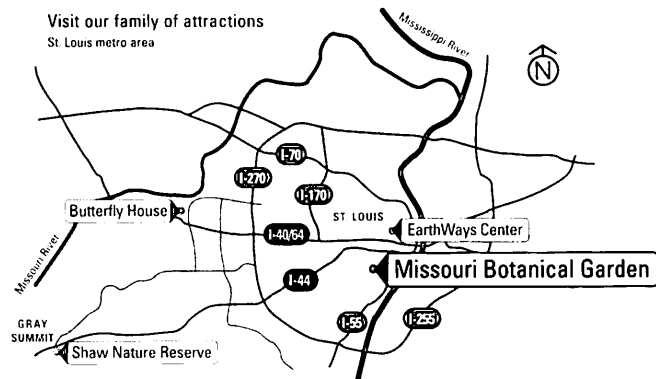 Visit our family of attractions
St. Louis metro area
Mississippi River
N
I-70
I-270
I-170
Butterfly House
ST. LOUIS
EarthWays Center
I-40/64
Missouri Botanical Garden
Missouri River
I-44
GRAY
SUMMIT
I-55
I-255
Shaw Nature Reserve